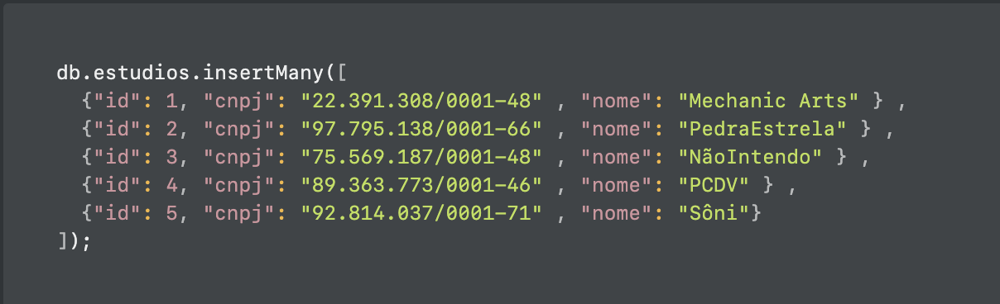 db.estudios.insertMany([
{"id": 1, "cnpj": "22.391.308/0001-48" , "nome": "Mechanic Arts" } ,
{"id": 2, "cnpj": "97.795.138/0001-66" , "nome": "PedraEstrela" } ,
{"id": 3, "cnpj": "75.569.187/0001-48" , "nome": "NãoIntendo" } ,
{"id": 4, "cnpj": "89.363.773/0001-46" , "nome": "PCDV" } ,
{"id": 5, "cnpj": "92.814.037/0001-71" , "nome": "Sôni"}
]);